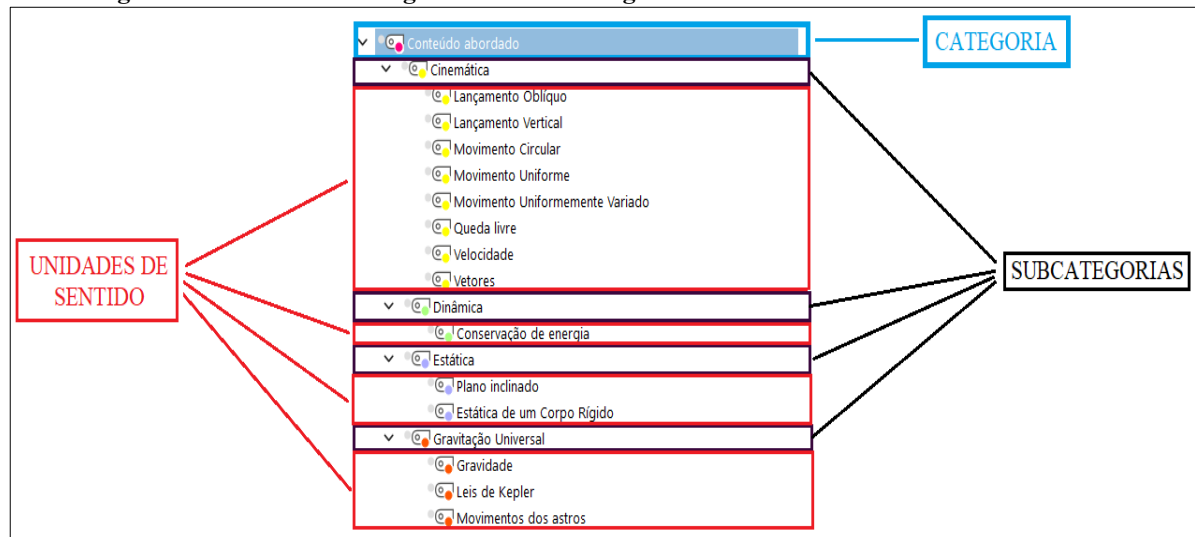 CATEGORIA
Conteúdo abordado
Cinemática
Lançamento Oblíquo
Lançamento Vertical
Movimento Circular
Movimento Uniforme
Movimento Uniformemente Variado
Queda livre
Velocidade
Vetores
UNIDADES DE
SENTIDO
SUBCATEGORIAS
Dinâmica
Conservação de energia
Estática
Plano inclinado
Estática de um Corpo Rígido
Gravitação Universal
Gravidade
Leis de Kepler
Movimentos dos astros